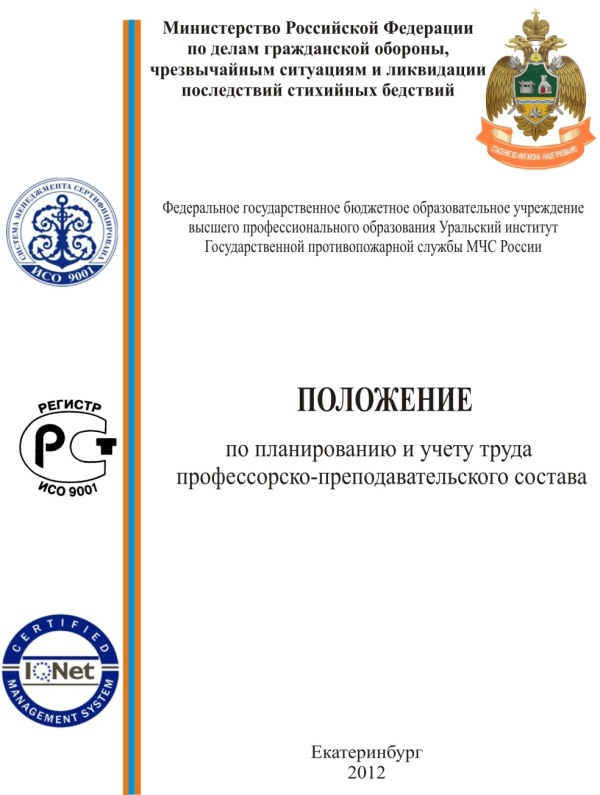 Министерство Российской Федерации
по делам гражданской обороны,
чрезвычайным ситуациям и ликвидации
последствий стихийных бедствий
СПАСЕНИЕ ВО ИМЯ ЖИЗНИ - НАШЕ ПРИЗВАНИЕ!
СИСТЕМА МЕНЕДЖМЕНТА СЕРТИФИЦИРОВАНА
ИСО 9001
Федеральное государственное бюджетное образовательное учреждение
высшего профессионального образования Уральский институт
Государственной противопожарной службы МЧС России
ПОЛОЖЕНИЕ
по планированию и учету труда
профессорско-преподавательского состава
РЕГИСТР
РСТ
ИСО 9001
CERTIFIED
IQNet
MANAGEMENT SYSTEM
Екатеринбург
2012